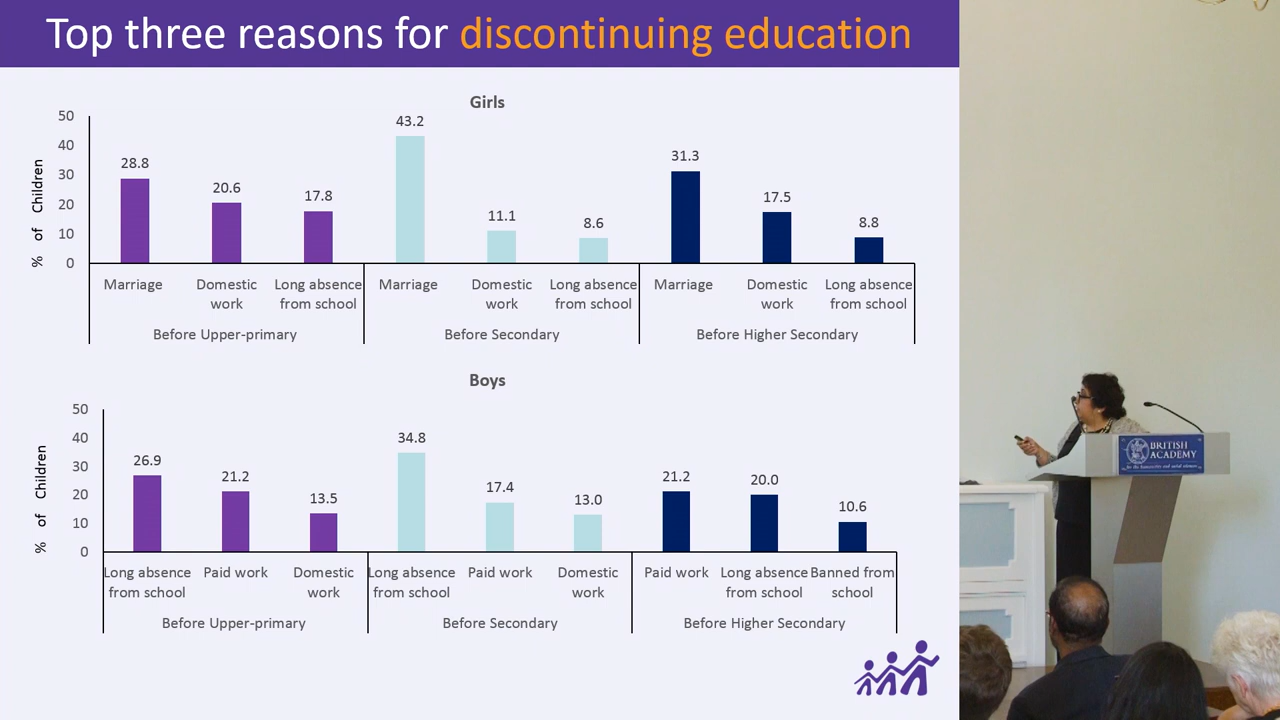 Top three reasons for discontinuing education
Girls
% of Children
50
40
30
20
10
0
28.8
20.6
17.8
43.2
11.1
8.6
31.3
17.5
8.8
Marriage
Domestic work
Long absence from school
Marriage
Domestic work
Long absence from school
Marriage
Domestic work
Long absence from school
Before Upper-primary
Before Secondary
Before Higher Secondary
Boys
% of Children
50
40
30
20
10
0
26.9
21.2
13.5
34.8
17.4
13.0
21.2
20.0
10.6
Long absence from school
Paid work
Domestic work
Long absence from school
Paid work
Domestic work
Paid work
Long absence from school
Banned from school
Before Upper-primary
Before Secondary
Before Higher Secondary
BRITISH
ACADEMY
for the humanities and social sciences